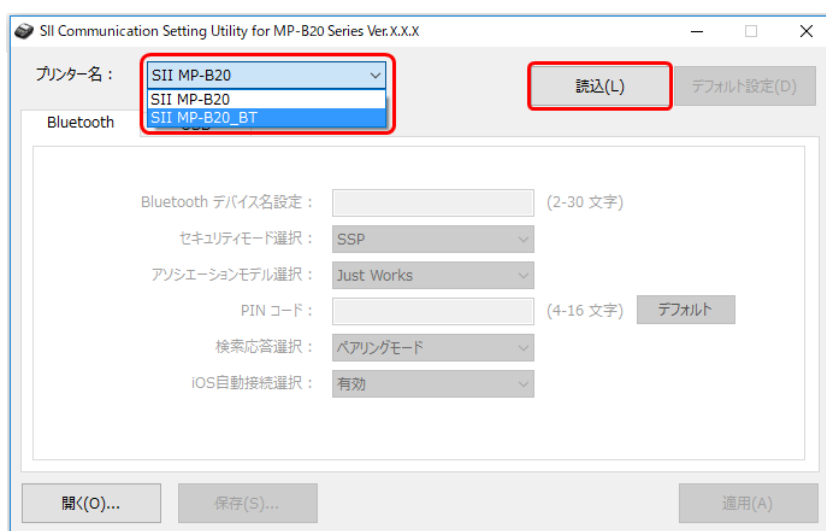 SII Communication Setting Utility for MP-B20 Series Ver.X.X.X
プリンター名： SII MP-B20 読込(L) デフォルト設定(D)
SII MP-B20
SII MP-B20_BT
Bluetooth USB
Bluetooth デバイス名設定： (2-30 文字)
セキュリティモード選択： SSP
アソシエーションモデル選択： Just Works
PIN コード： (4-16 文字) デフォルト
検索応答選択： ペアリングモード
iOS自動接続選択： 有効
開く(O)... 保存(S)... 適用(A)